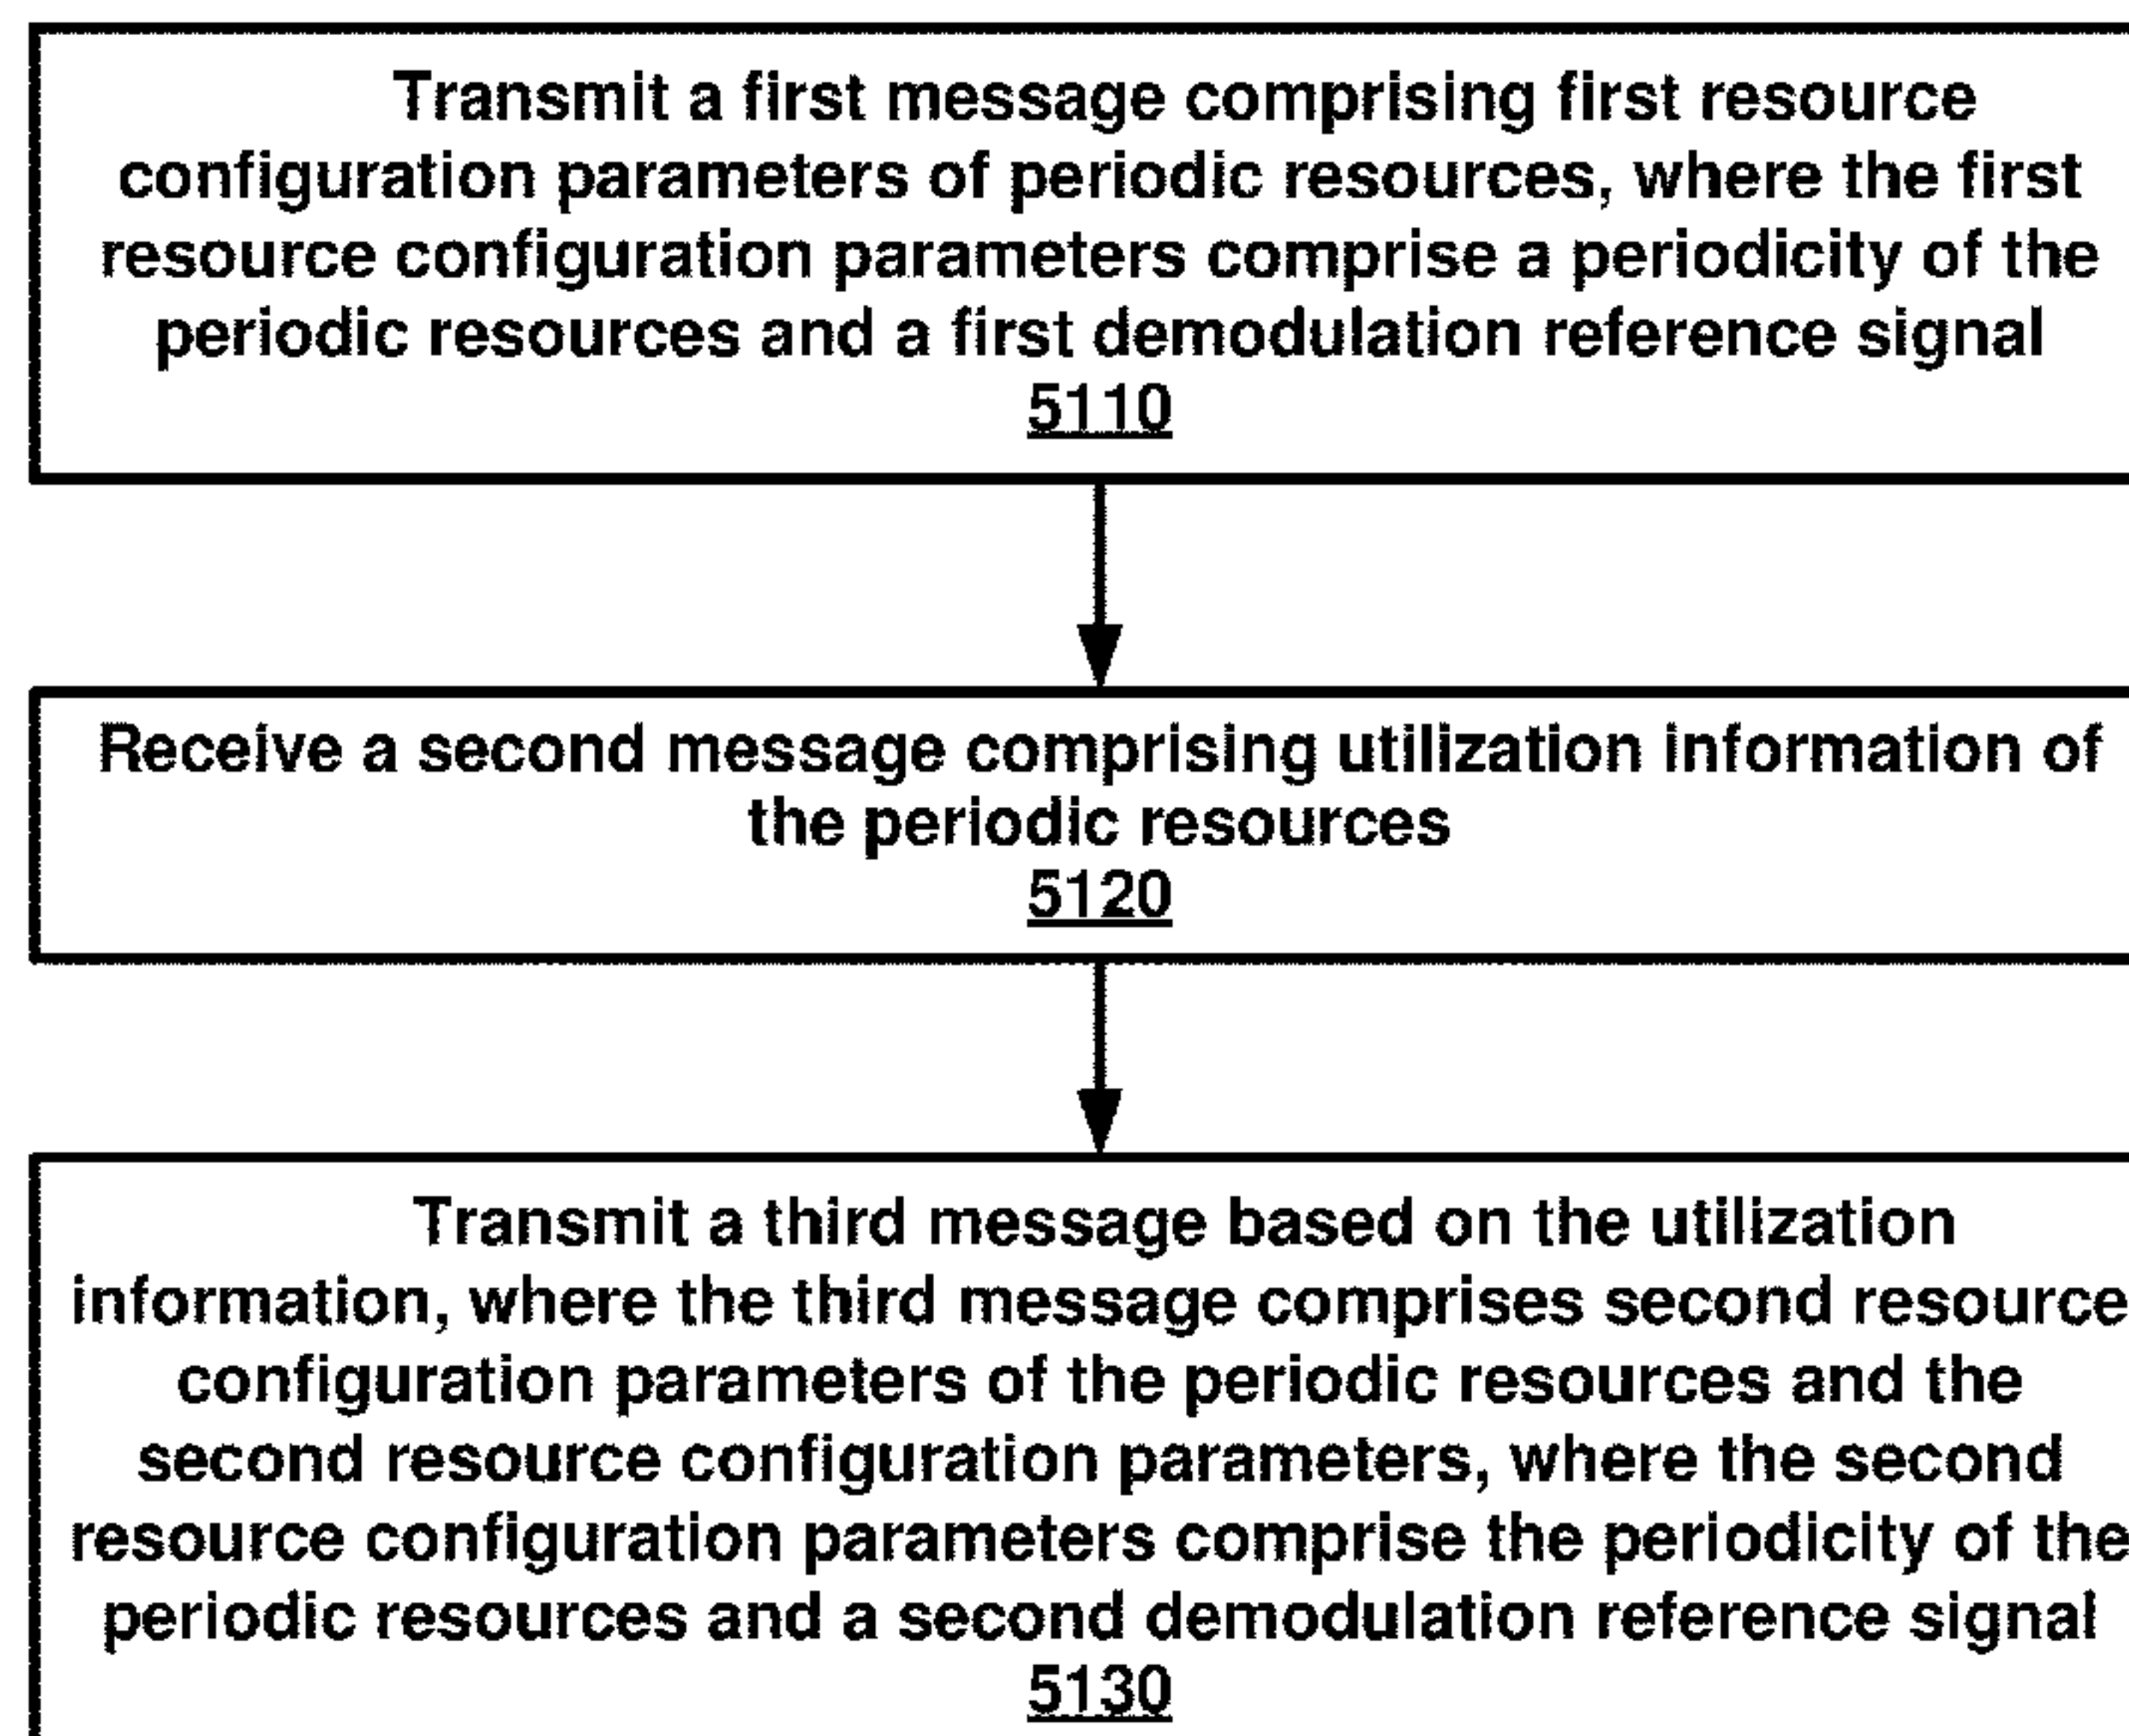 Transmit a first message comprising first resource
configuration parameters of periodic resources, where the first
resource configuration parameters comprise a periodicity of the
periodic resources and a first demodulation reference signal
5110
Receive a second message comprising utilization information of
the periodic resources
5120
Transmit a third message based on the utilization
information, where the third message comprises second resource
configuration parameters of the periodic resources and the
second resource configuration parameters, where the second
resource configuration parameters comprise the periodicity of the
periodic resources and a second demodulation reference signal
5130